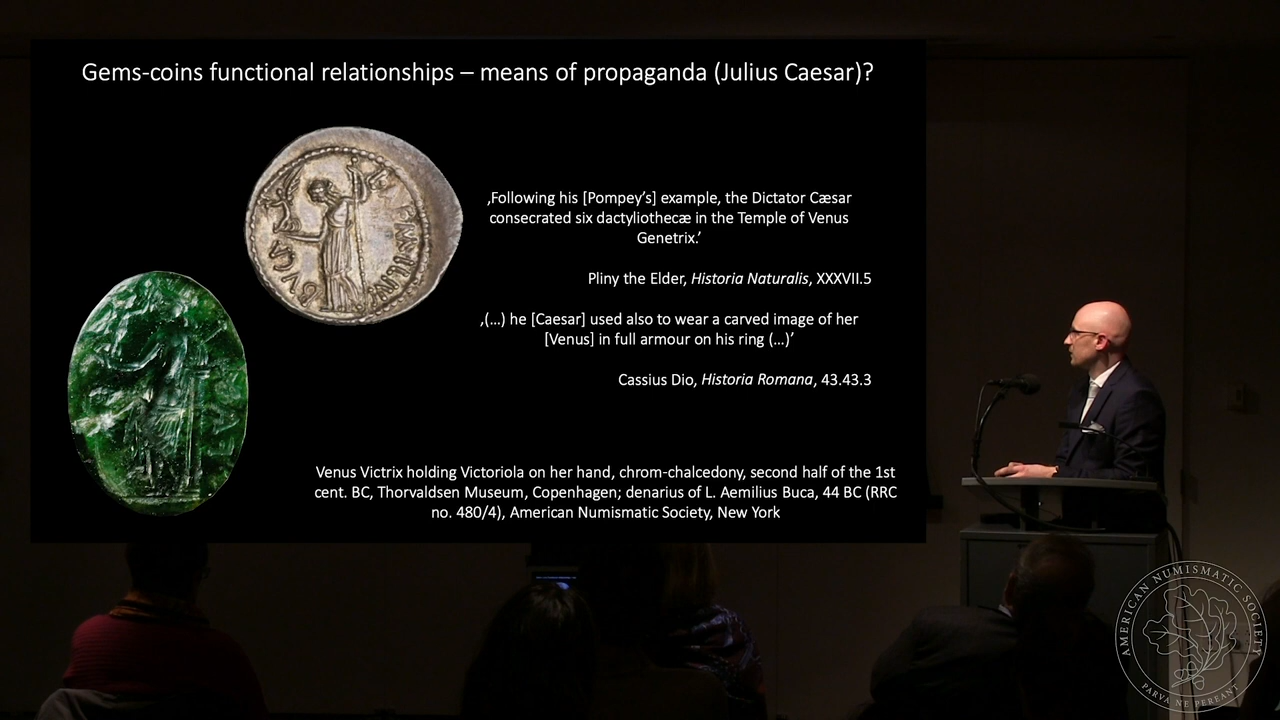 Gems-coins functional relationships – means of propaganda (Julius Caesar)?
‚Following his [Pompey's] example, the Dictator Cæsar
consecrated six dactyliothecæ in the Temple of Venus
Genetrix.’
Pliny the Elder, Historia Naturalis, XXXVII.5
‚(...) he [Caesar] used also to wear a carved image of her
[Venus] in full armour on his ring (...)’
Cassius Dio, Historia Romana, 43.43.3
Venus Victrix holding Victoriola on her hand, chrom-chalcedony, second half of the 1st
cent. BC, Thorvaldsen Museum, Copenhagen; denarius of L. Aemilius Buca, 44 BC (RRC
no. 480/4), American Numismatic Society, New York
AMERICAN NUMISMATIC SOCIETY
PARVA NE PEREANT